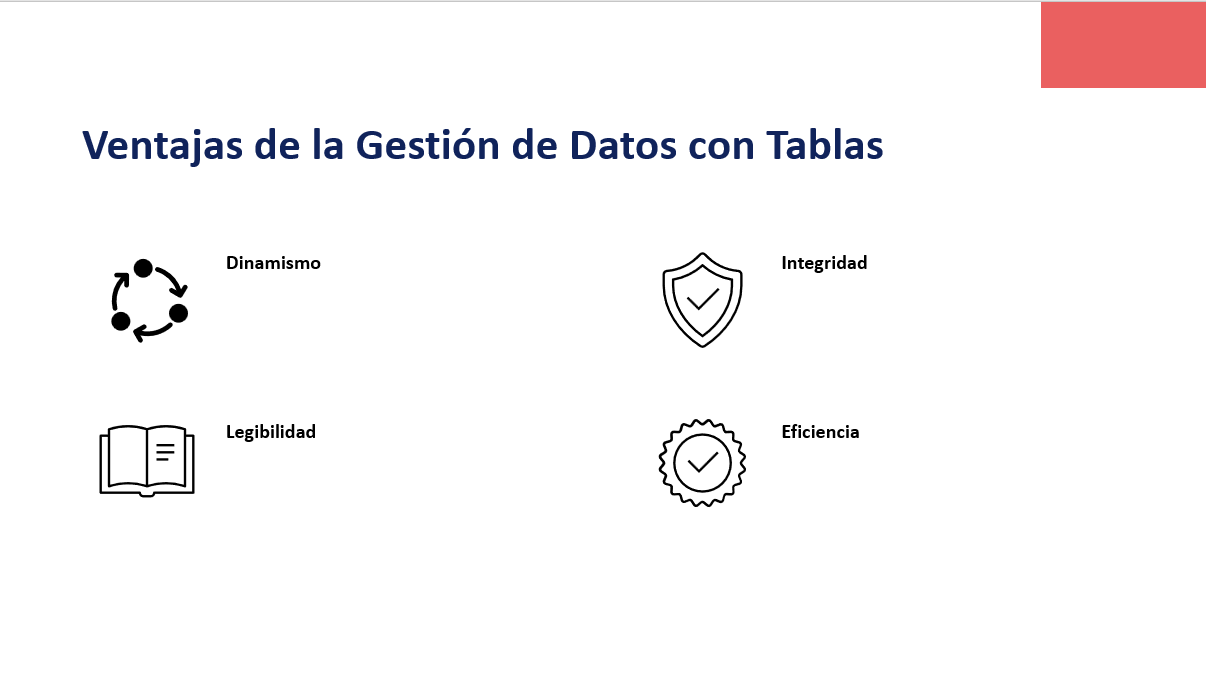 Ventajas de la Gestión de Datos con Tablas
Dinamismo
Integridad
Legibilidad
Eficiencia